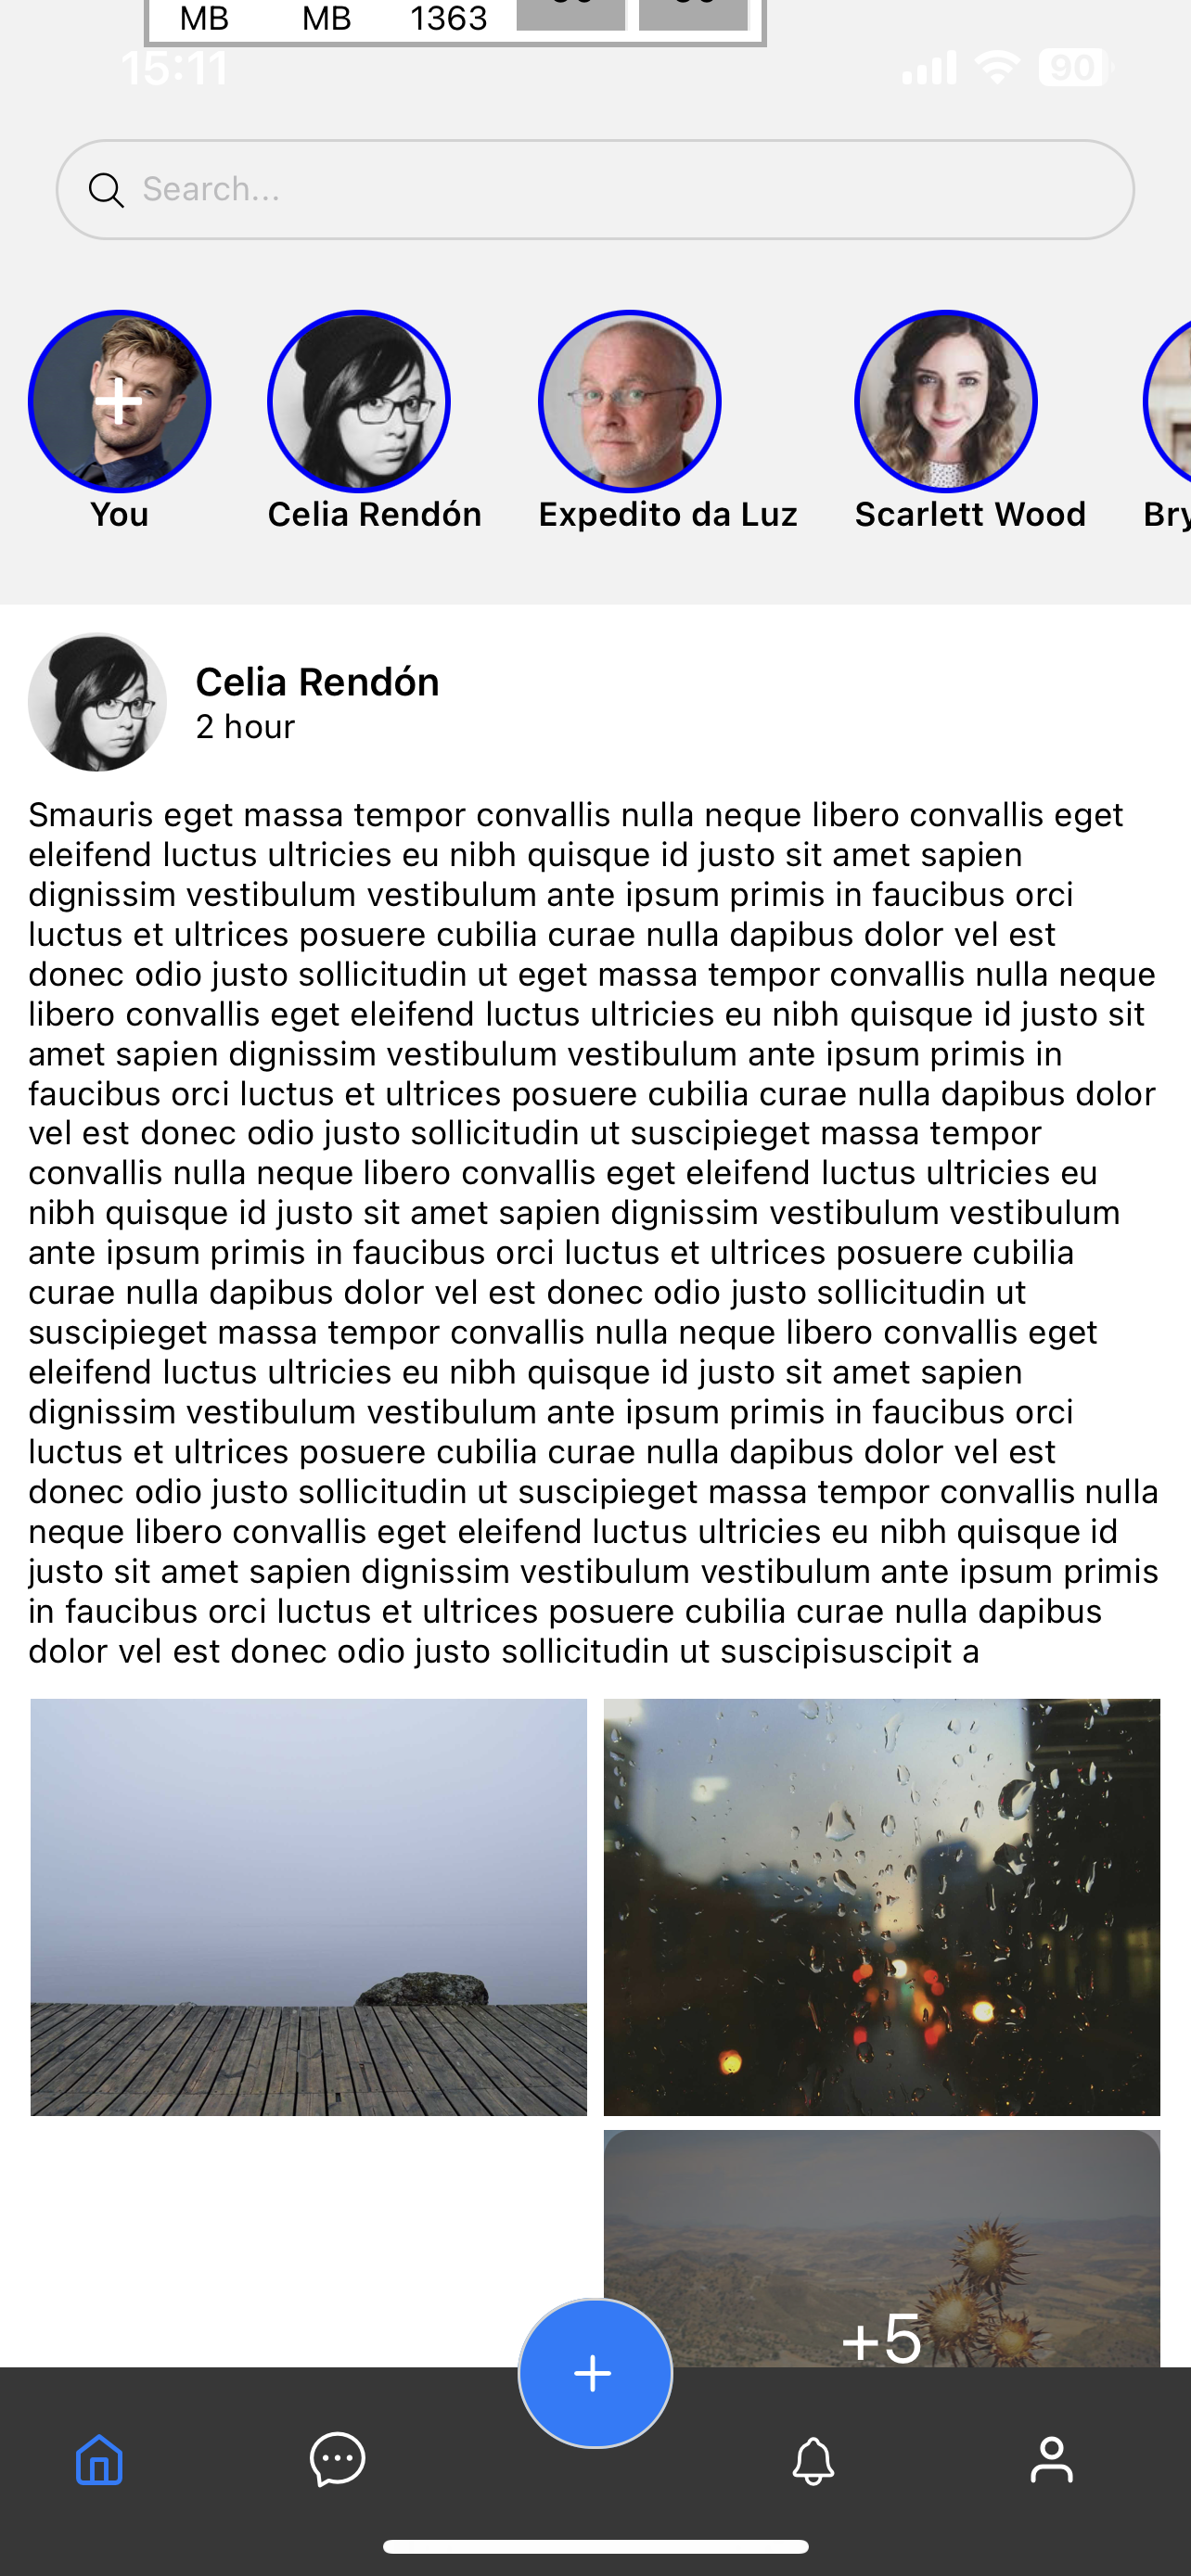 MB MB 1363
15:11 90
Search...
You Celia Rendón Expedito da Luz Scarlett Wood Bry
Celia Rendón
2 hour
Smauris eget massa tempor convallis nulla neque libero convallis eget
eleifend luctus ultricies eu nibh quisque id justo sit amet sapien
dignissim vestibulum vestibulum ante ipsum primis in faucibus orci
luctus et ultrices posuere cubilia curae nulla dapibus dolor vel est
donec odio justo sollicitudin ut eget massa tempor convallis nulla neque
libero convallis eget eleifend luctus ultricies eu nibh quisque id justo sit
amet sapien dignissim vestibulum vestibulum ante ipsum primis in
faucibus orci luctus et ultrices posuere cubilia curae nulla dapibus dolor
vel est donec odio justo sollicitudin ut suscipieget massa tempor
convallis nulla neque libero convallis eget eleifend luctus ultricies eu
nibh quisque id justo sit amet sapien dignissim vestibulum vestibulum
ante ipsum primis in faucibus orci luctus et ultrices posuere cubilia
curae nulla dapibus dolor vel est donec odio justo sollicitudin ut
suscipieget massa tempor convallis nulla neque libero convallis eget
eleifend luctus ultricies eu nibh quisque id justo sit amet sapien
dignissim vestibulum vestibulum ante ipsum primis in faucibus orci
luctus et ultrices posuere cubilia curae nulla dapibus dolor vel est
donec odio justo sollicitudin ut suscipieget massa tempor convallis nulla
neque libero convallis eget eleifend luctus ultricies eu nibh quisque id
justo sit amet sapien dignissim vestibulum vestibulum ante ipsum primis
in faucibus orci luctus et ultrices posuere cubilia curae nulla dapibus
dolor vel est donec odio justo sollicitudin ut suscipisuscipit a
+5